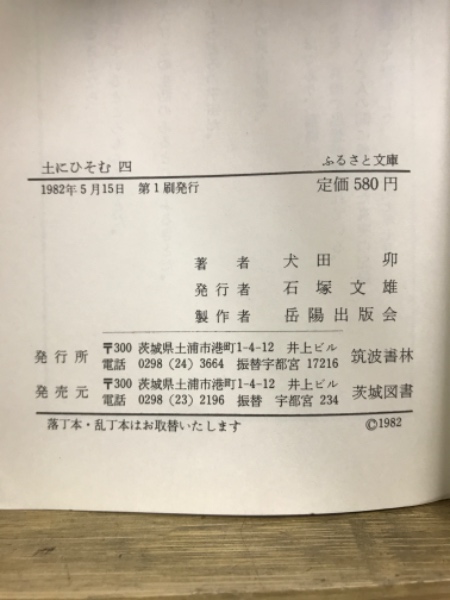 土にひそむ 四 ふるさと文庫
1982年5月15日 第1刷発行 定価 580円
著者 犬田卯
発行者 石塚文雄
製作者 岳陽出版会
発行所 〒300 茨城県土浦市港町1-4-12 井上ビル 筑波書林
電話 0298 (24) 3664 振替宇都宮 17216
発売元 〒300 茨城県土浦市港町1-4-12 井上ビル 茨城図書
電話 0298 (23) 2196 振替 宇都宮 234
落丁本・乱丁本はお取替いたします ©1982